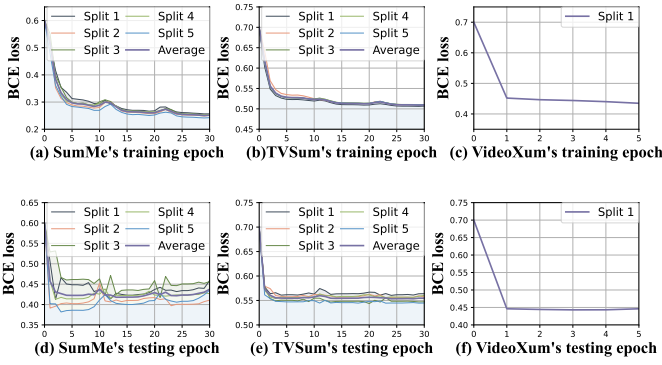 BCE loss
0.6
0.5
0.4
0.3
0.2
0 5 10 15 20 25 30
Split 1 Split 4
Split 2 Split 5
Split 3 Average
(a) SumMe's training epoch
BCE loss
0.75
0.70
0.65
0.60
0.55
0.50
0.45
0 5 10 15 20 25 30
Split 1 Split 4
Split 2 Split 5
Split 3 Average
(b)TVSum's training epoch
BCE loss
0.7
0.6
0.5
0.4
0 1 2 3 4 5
Split 1
(c) VideoXum's training epoch
BCE loss
0.65
0.60
0.55
0.50
0.45
0.40
0.35
0 5 10 15 20 25 30
Split 1 Split 4
Split 2 Split 5
Split 3 Average
(d) SumMe's testing epoch
BCE loss
0.75
0.70
0.65
0.60
0.55
0.50
0 5 10 15 20 25 30
Split 1 Split 4
Split 2 Split 5
Split 3 Average
(e) TVSum's testing epoch
BCE loss
0.75
0.70
0.65
0.60
0.55
0.50
0.45
0.40
0 1 2 3 4 5
Split 1
(f) VideoXum's testing epoch